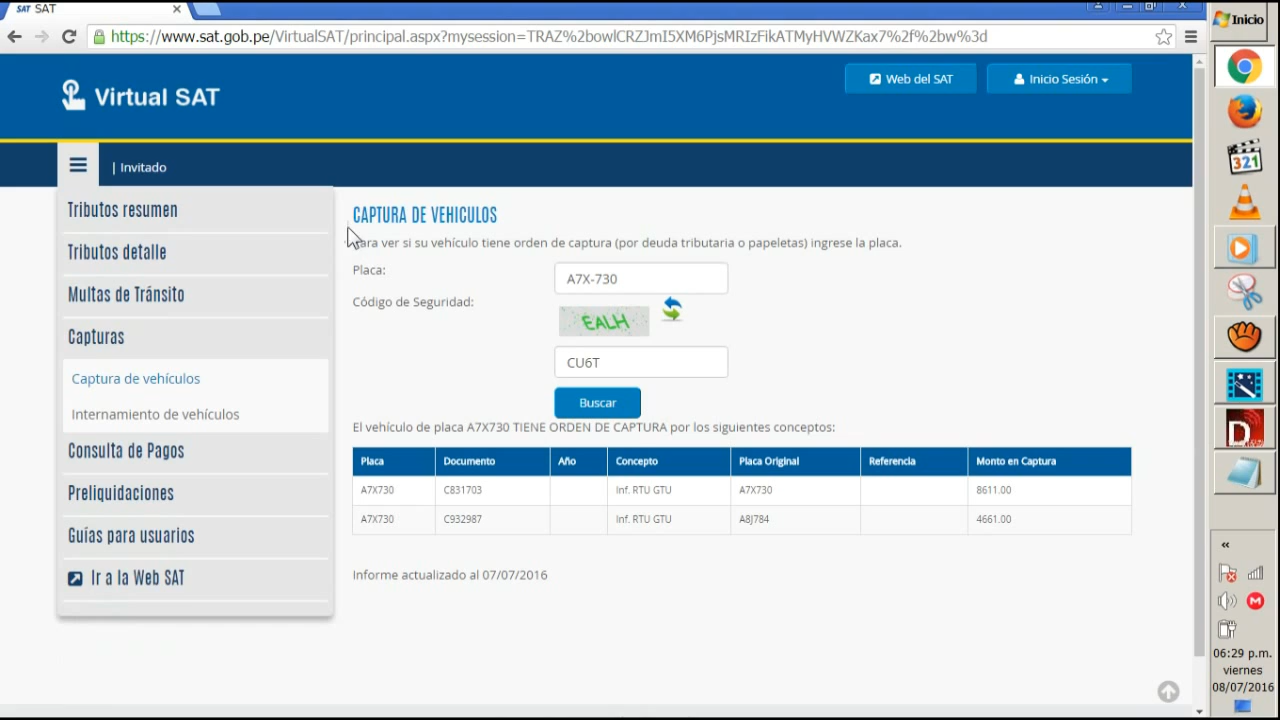 SAT SAT
https://www.sat.gob.pe/VirtualSAT/principal.aspx?mysession=TRAZ%2bowlCRZJmI5XM6PjsMRIzFikATMyHVWZKax7%2f%2bw%3d
Inicio
Virtual SAT
Web del SAT
Inicio Sesión
| Invitado
Tributos resumen
Tributos detalle
Multas de Tránsito
Capturas
Captura de vehículos
Internamiento de vehículos
Consulta de Pagos
Preliquidaciones
Guías para usuarios
Ir a la Web SAT
CAPTURA DE VEHICULOS
Para ver si su vehículo tiene orden de captura (por deuda tributaria o papeletas) ingrese la placa.
Placa:
A7X-730
Código de Seguridad:
EALH
CU6T
Buscar
El vehículo de placa A7X730 TIENE ORDEN DE CAPTURA por los siguientes conceptos:
Placa Documento Año Concepto Placa Original Referencia Monto en Captura
A7X730 C831703 Inf. RTU GTU A7X730 8611.00
A7X730 C932987 Inf. RTU GTU A8J784 4661.00
Informe actualizado al 07/07/2016
321
D
«
M
06:29 p.m.
viernes
08/07/2016